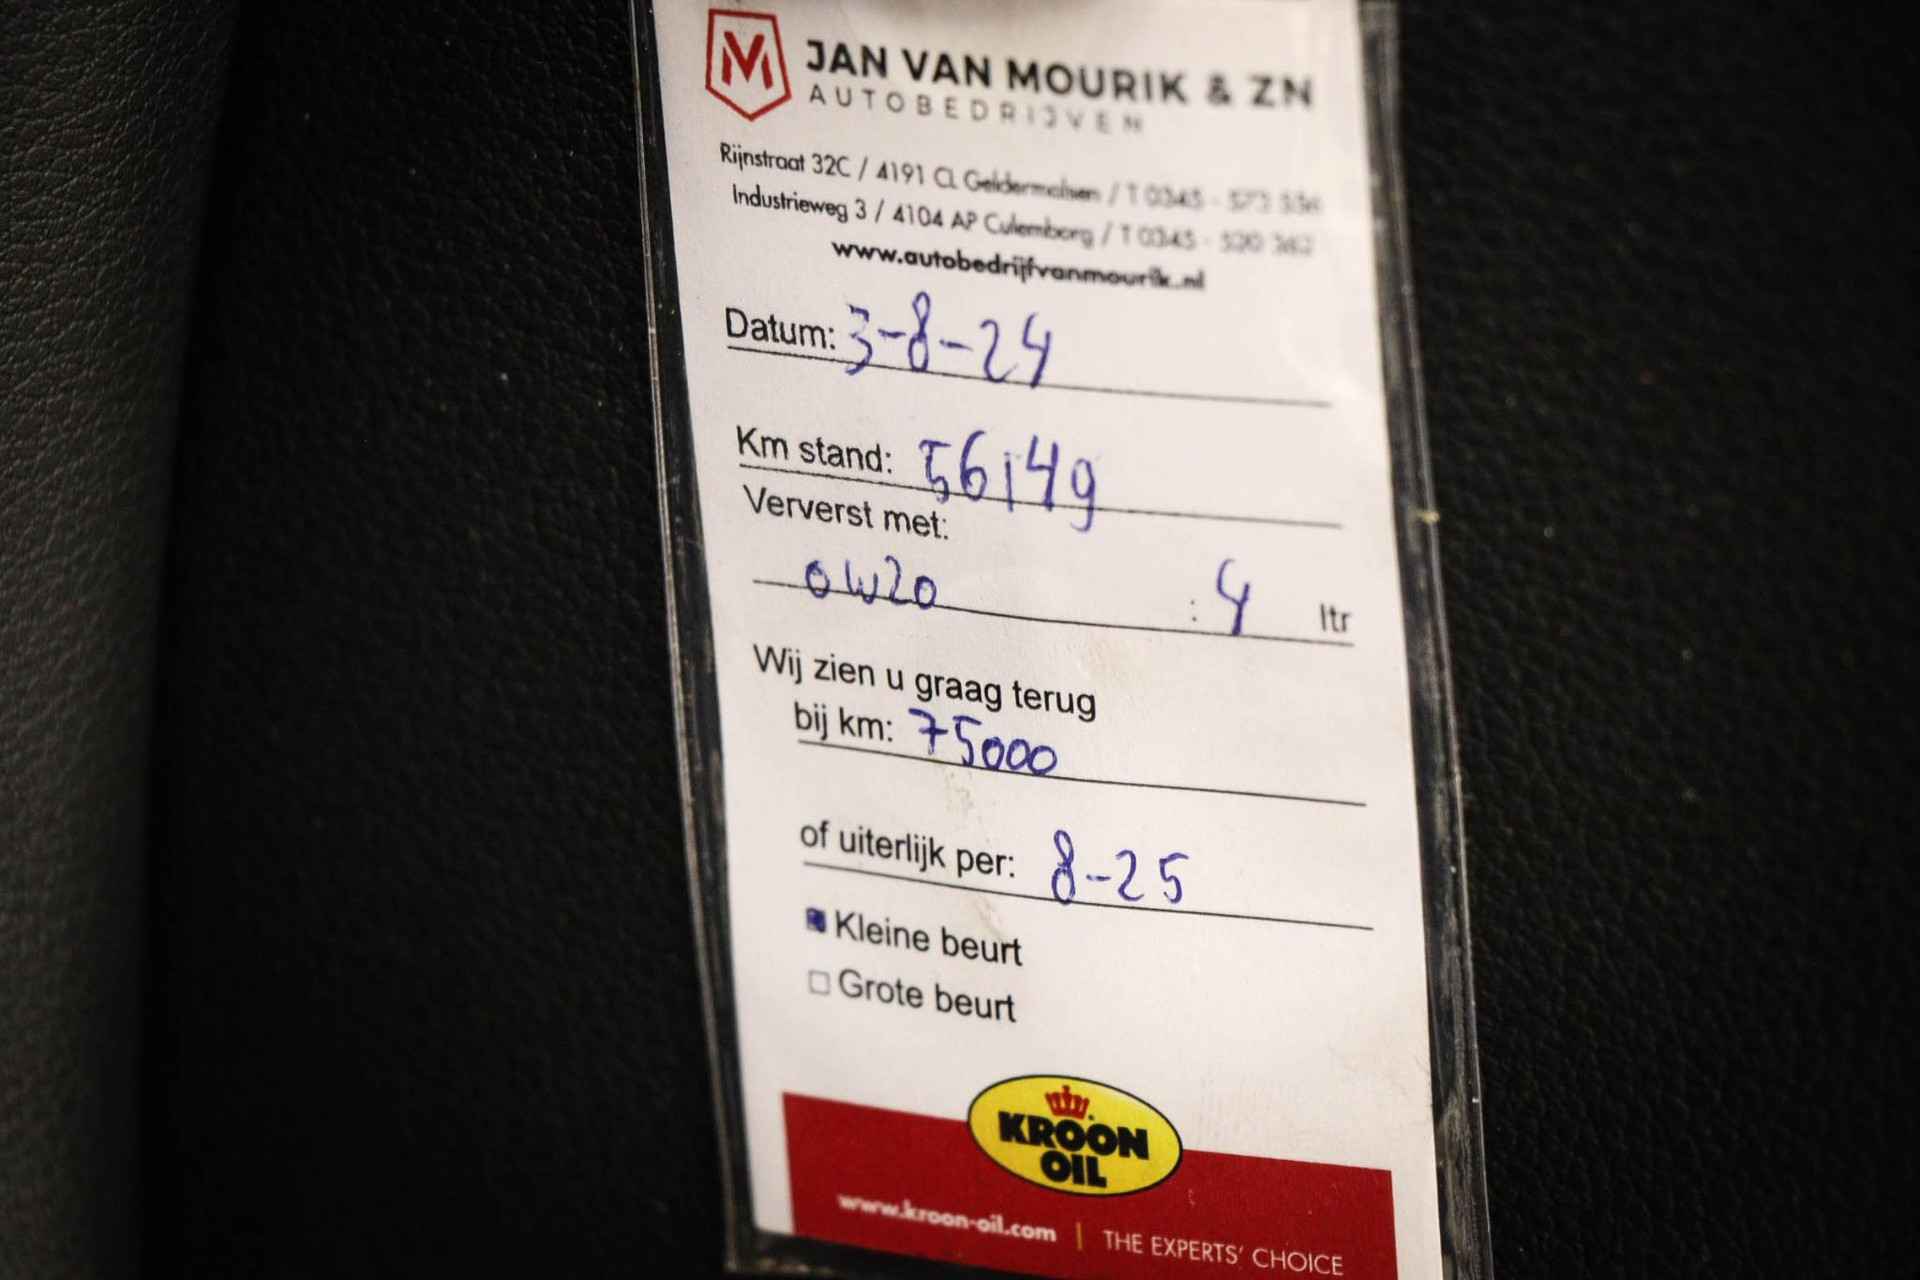 JAN VAN MOURIK & ZN
AUTOBEDRIJVEN
Rijnstraat 32C / 4191 CL Geldermalsen / T 0345 -
Industrieweg 3 / 4104 AP Culemborg / T 0345 -
www.autobedrijfvanmourik.nl
Datum: 3-8-24
Km stand: 56149
Ververst met:
0W20 : 4 ltr
Wij zien u graag terug
bij km: 75000
of uiterlijk per: 8-25
Kleine beurt
Grote beurt
KROON
OIL
www.kroon-oil.com | THE EXPERTS' CHOICE